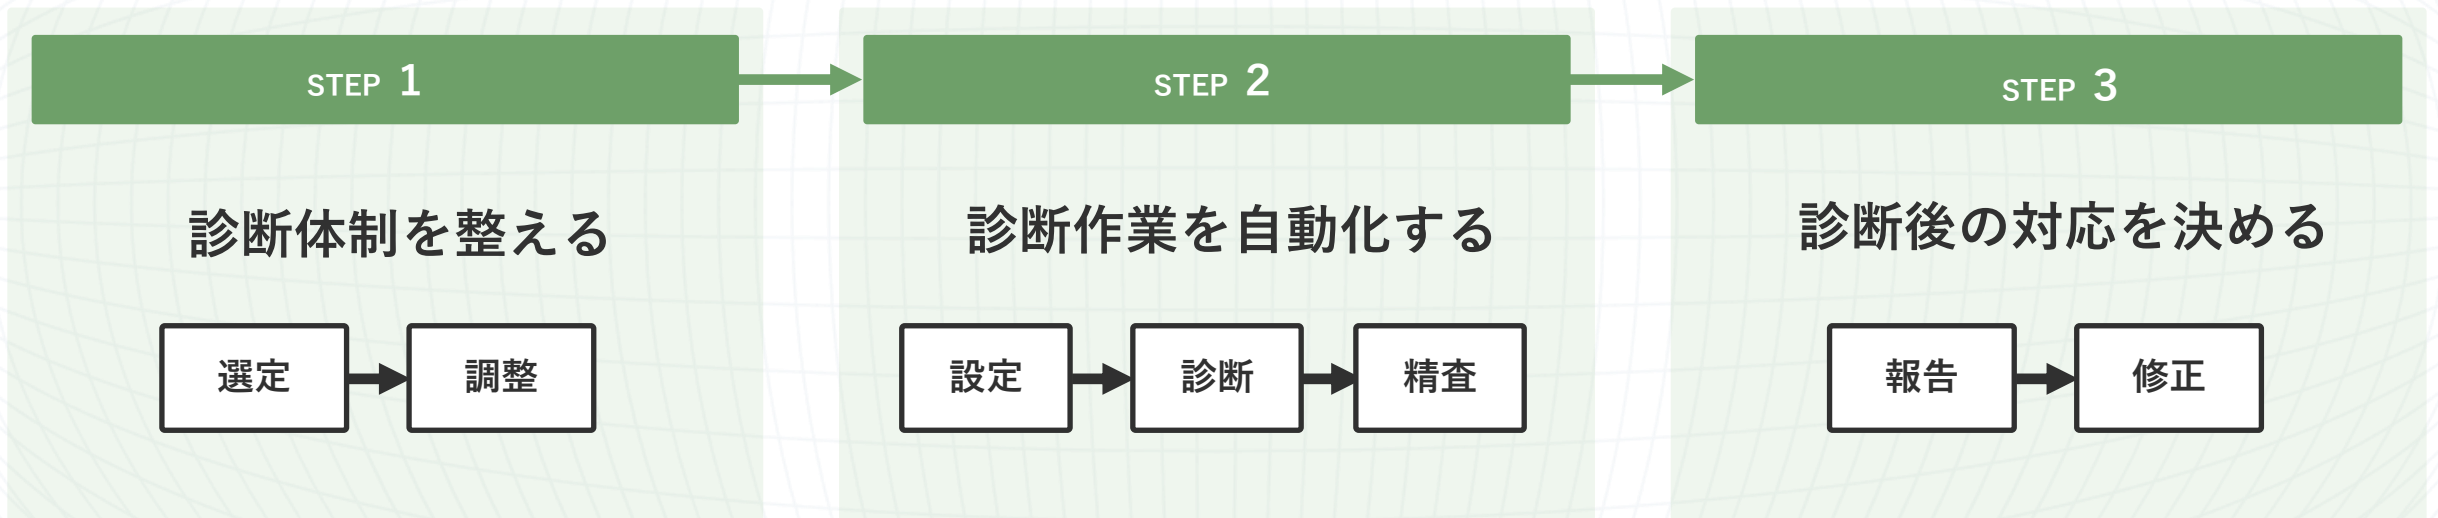 STEP 1
診断体制を整える
選定
調整
STEP 2
診断作業を自動化する
設定
診断
精査
STEP 3
診断後の対応を決める
報告
修正